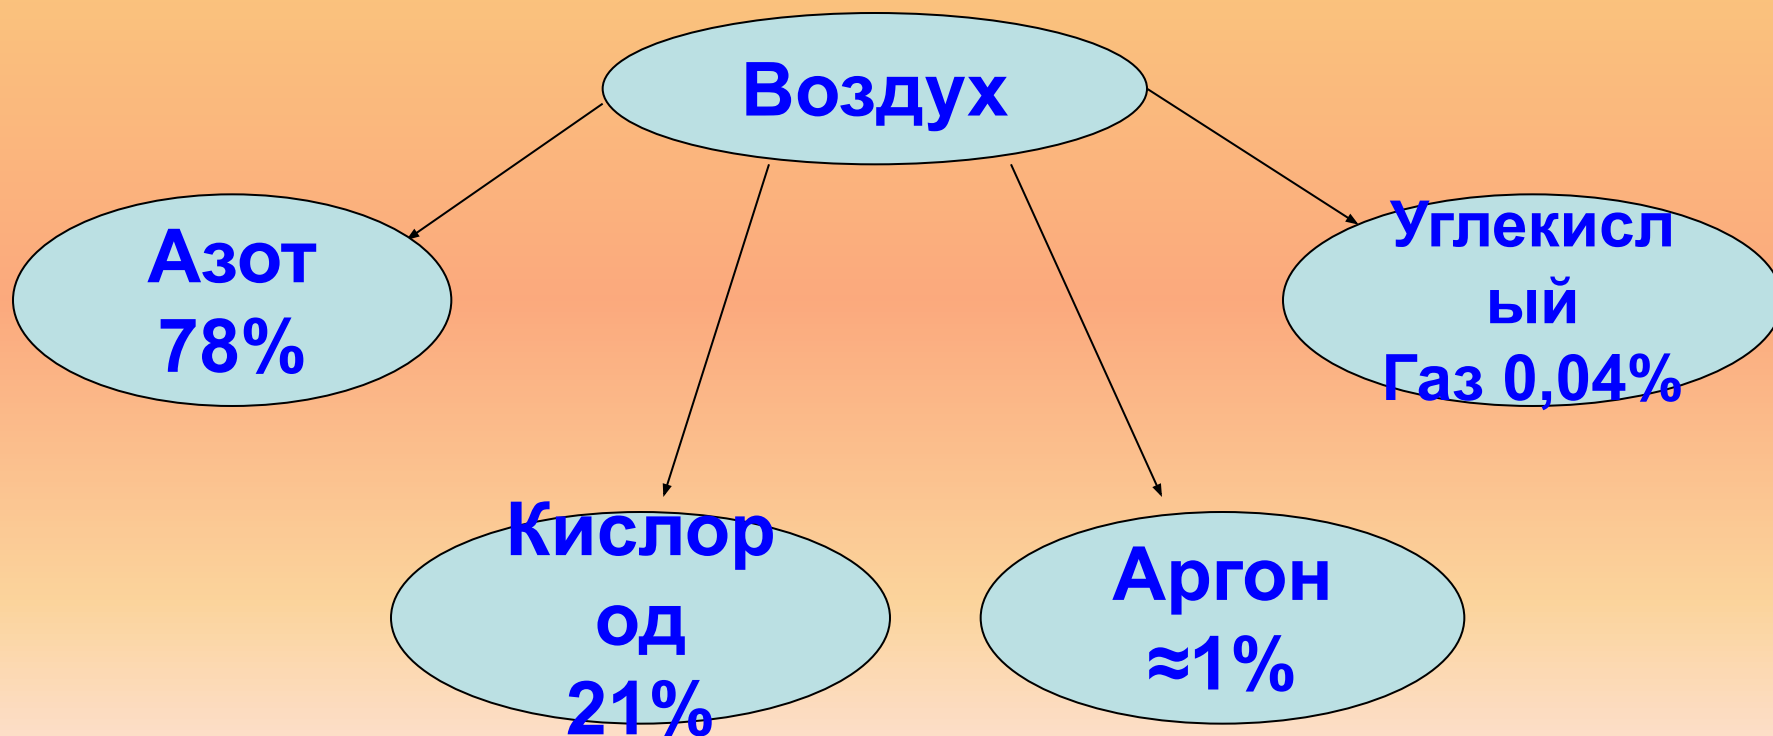 Воздух
Азот
78%
Углекисл
ый
Газ 0,04%
Кислор
од
21%
Аргон
≈1%